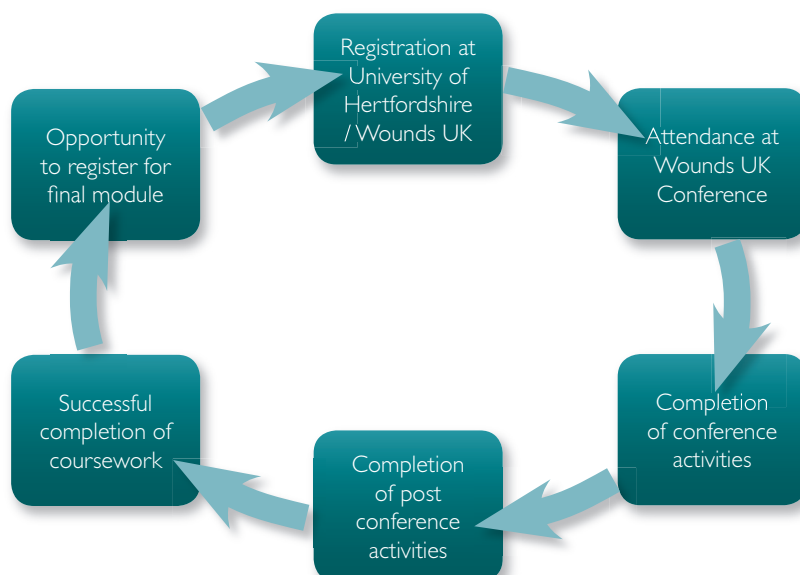 Registration at
University of
Hertfordshire
/ Wounds UK
Attendance at
Wounds UK
Conference
Completion
of conference
activities
Completion
of post
conference
activities
Successful
completion of
coursework
Opportunity
to register for
final module